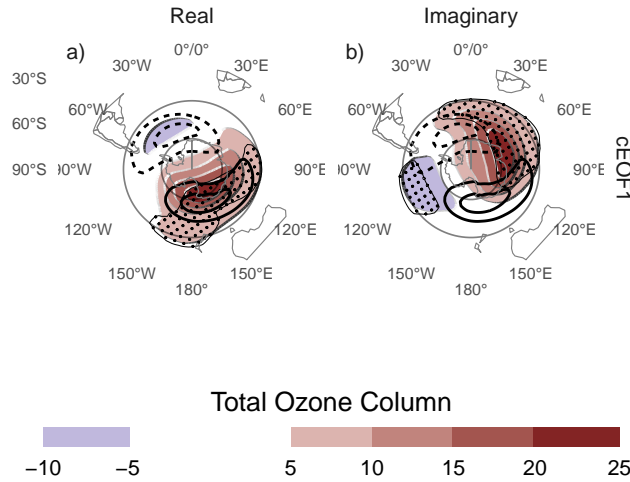 Real
Imaginary
a)
b)
0°/0°
0°/0°
30°W
30°E
30°W
30°E
30°S
60°W
60°E
60°W
60°E
60°S
90°S
90°W
90°E
90°W
90°E
120°W
120°E
120°W
120°E
150°W
150°E
150°W
150°E
180°
180°
cEOF1
Total Ozone Column
−10
−5
5
10
15
20
25